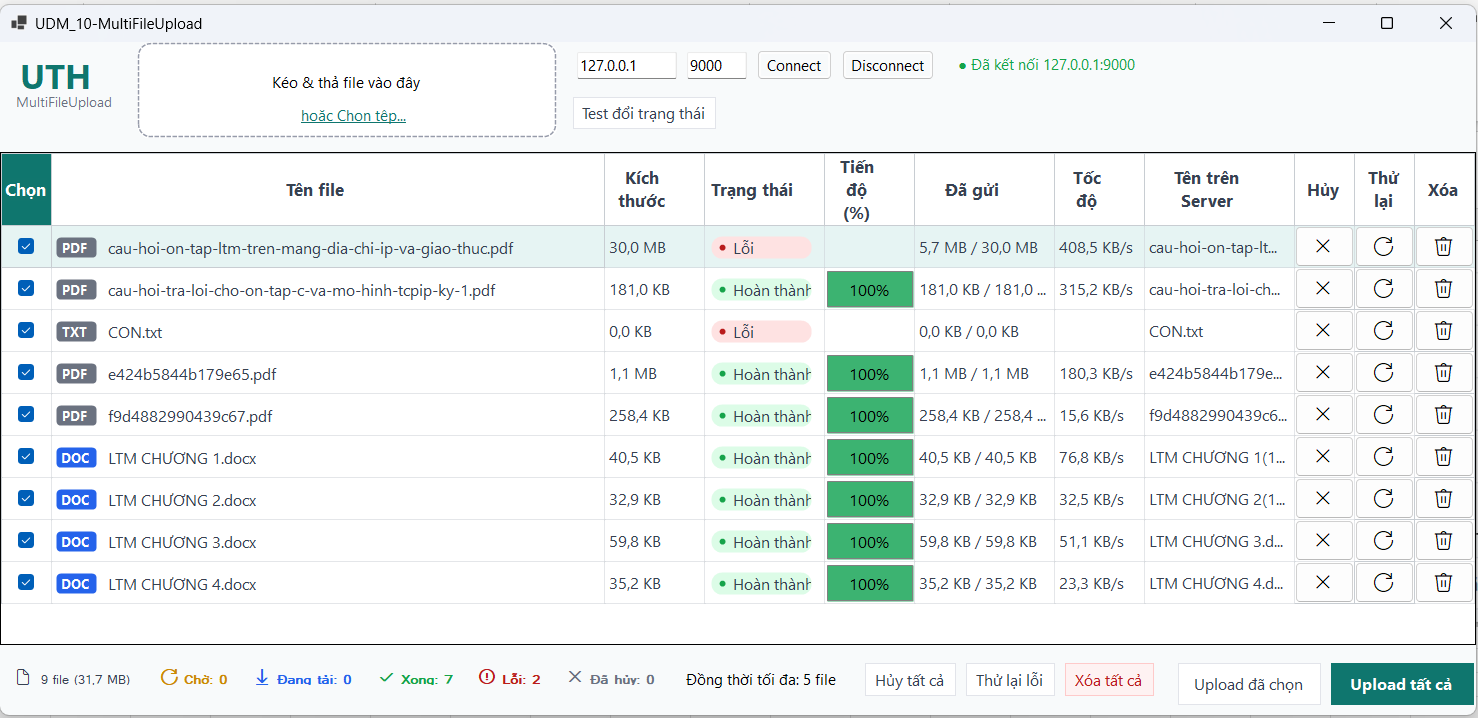 UDM_10-MultiFileUpload
UTH
MultiFileUpload
Kéo & thả file vào đây
hoặc Chọn tệp...
127.0.0.1 9000 Connect Disconnect ● Đã kết nối 127.0.0.1:9000
Test đổi trạng thái
Chọn Tên file Kích thước Trạng thái Tiến độ (%) Đã gửi Tốc độ Tên trên Server Hủy Thử lại Xóa
PDF cau-hoi-on-tap-ltm-tren-mang-dia-chi-ip-va-giao-thuc.pdf 30,0 MB Lỗi 5,7 MB / 30,0 MB 408,5 KB/s cau-hoi-on-tap-lt...
PDF cau-hoi-tra-loi-cho-on-tap-c-va-mo-hinh-tcpip-ky-1.pdf 181,0 KB Hoàn thành 100% 181,0 KB / 181,0 ... 315,2 KB/s cau-hoi-tra-loi-ch...
TXT CON.txt 0,0 KB Lỗi 0,0 KB / 0,0 KB CON.txt
PDF e424b5844b179e65.pdf 1,1 MB Hoàn thành 100% 1,1 MB / 1,1 MB 180,3 KB/s e424b5844b179e...
PDF f9d4882990439c67.pdf 258,4 KB Hoàn thành 100% 258,4 KB / 258,4 ... 15,6 KB/s f9d4882990439c6...
DOC LTM CHƯƠNG 1.docx 40,5 KB Hoàn thành 100% 40,5 KB / 40,5 KB 76,8 KB/s LTM CHƯƠNG 1(1...
DOC LTM CHƯƠNG 2.docx 32,9 KB Hoàn thành 100% 32,9 KB / 32,9 KB 32,5 KB/s LTM CHƯƠNG 2(1...
DOC LTM CHƯƠNG 3.docx 59,8 KB Hoàn thành 100% 59,8 KB / 59,8 KB 51,1 KB/s LTM CHƯƠNG 3.d...
DOC LTM CHƯƠNG 4.docx 35,2 KB Hoàn thành 100% 35,2 KB / 35,2 KB 23,3 KB/s LTM CHƯƠNG 4.d...
9 file (31,7 MB) Chờ: 0 Đang tải: 0 Xong: 7 Lỗi: 2 Đã hủy: 0 Đồng thời tối đa: 5 file Hủy tất cả Thử lại lỗi Xóa tất cả Upload đã chọn Upload tất cả